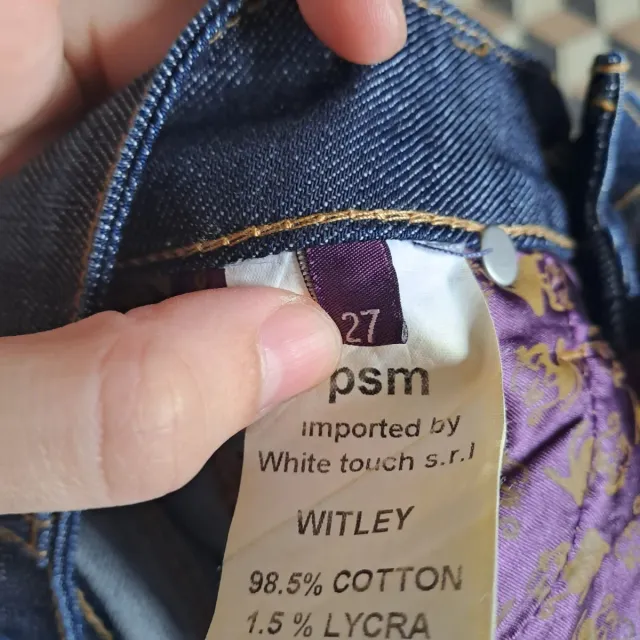 27
psm
imported by
White touch s.r.l
WITLEY
98.5% COTTON
1.5 % LYCRA